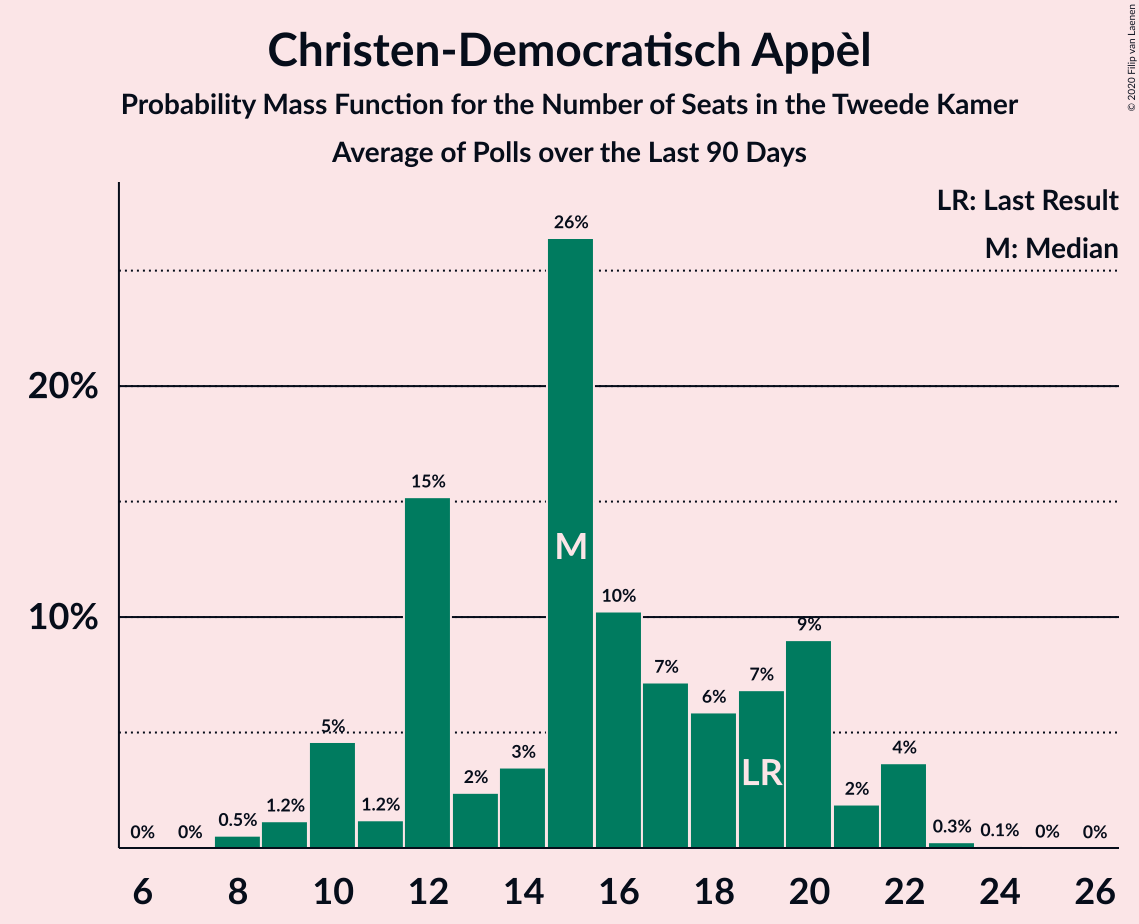 Christen-Democratisch Appèl
Probability Mass Function for the Number of Seats in the Tweede Kamer
Average of Polls over the Last 90 Days
© 2020 Filip van Laenen
LR: Last Result
M: Median
20%
10%
0%
0%
0.5%
1.2%
5%
1.2%
15%
2%
3%
26%
M
10%
7%
6%
7%
LR
9%
2%
4%
0.3%
0.1%
0%
0%
6 8 10 12 14 16 18 20 22 24 26